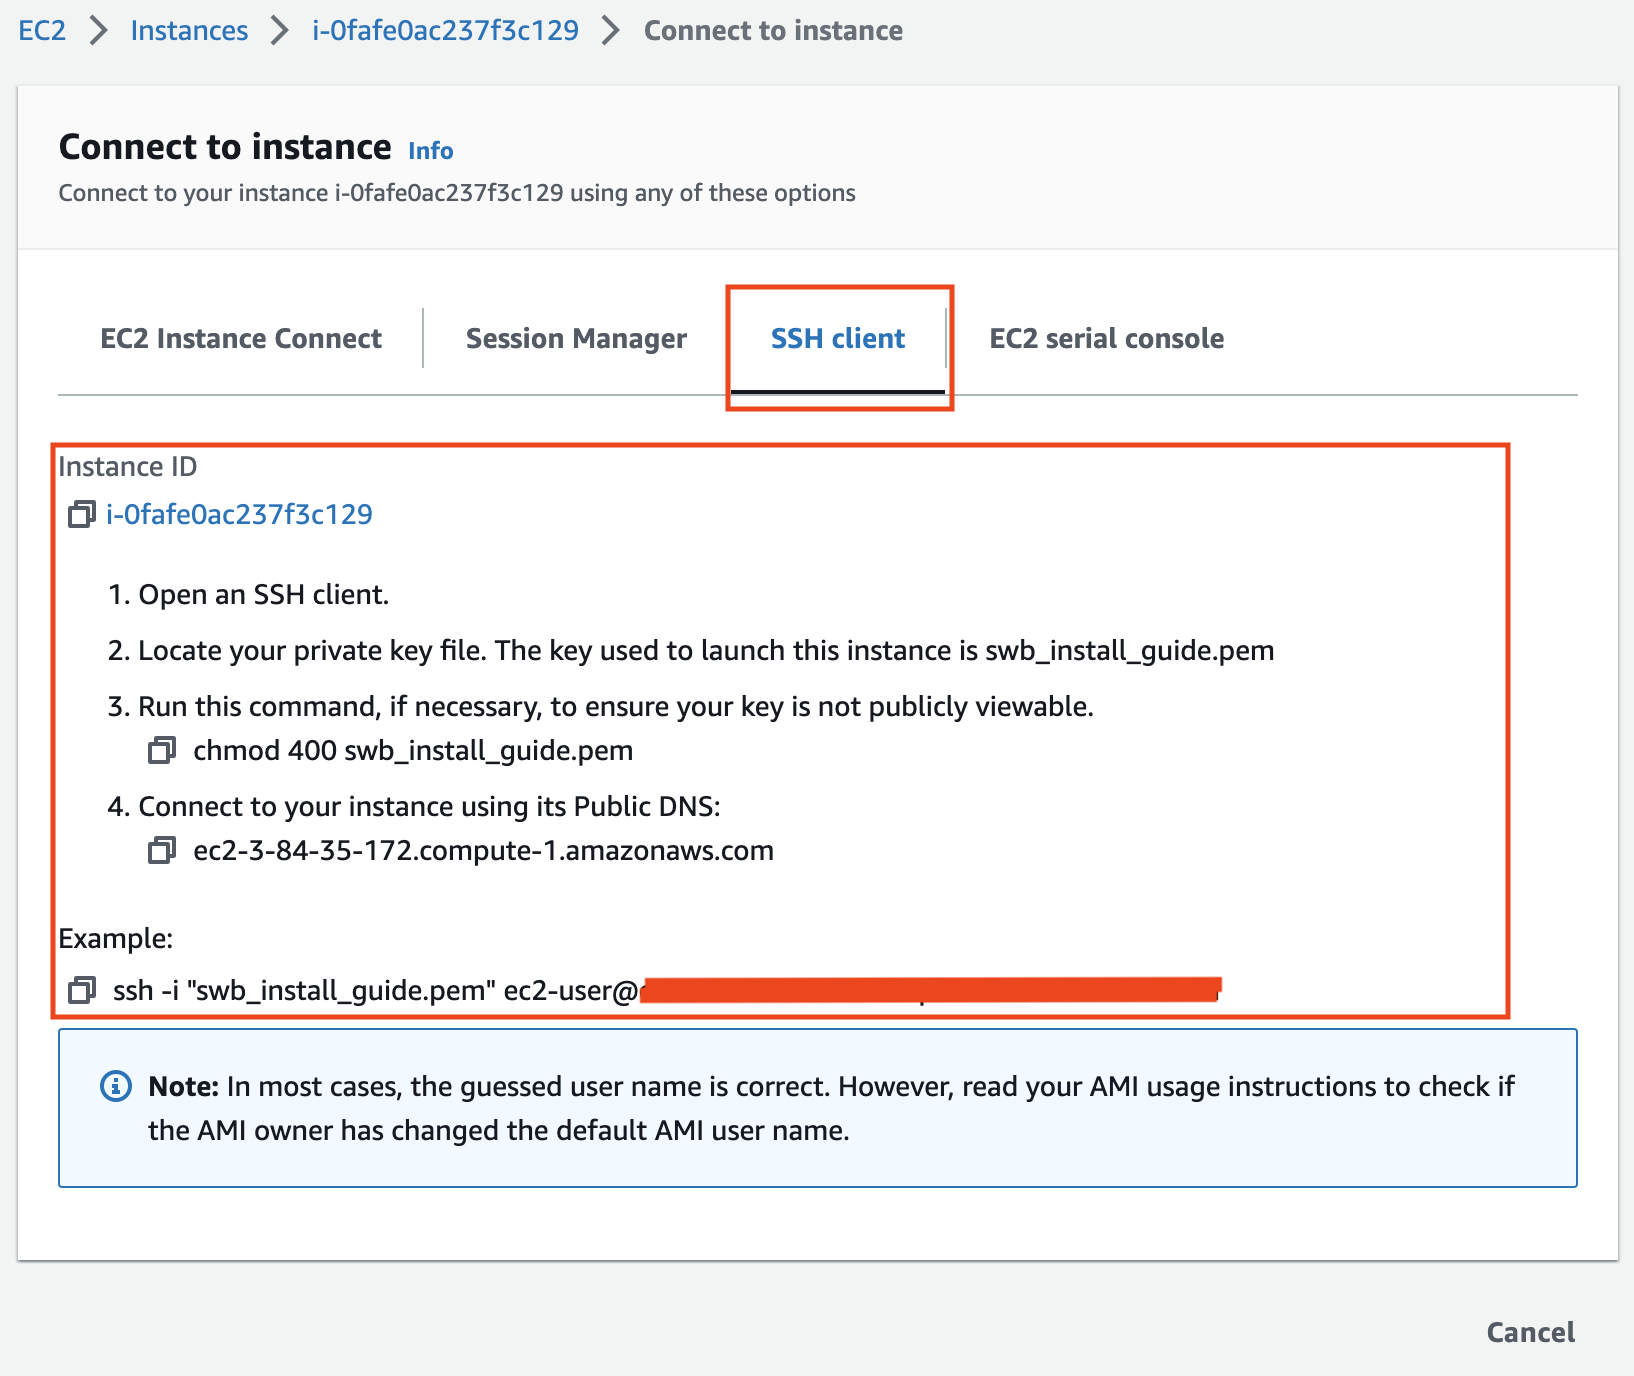 EC2 > Instances > i-0fafe0ac237f3c129 > Connect to instance
Connect to instance Info
Connect to your instance i-0fafe0ac237f3c129 using any of these options
EC2 Instance Connect
Session Manager
SSH client
EC2 serial console
Instance ID
i-0fafe0ac237f3c129
1. Open an SSH client.
2. Locate your private key file. The key used to launch this instance is swb_install_guide.pem
3. Run this command, if necessary, to ensure your key is not publicly viewable.
chmod 400 swb_install_guide.pem
4. Connect to your instance using its Public DNS:
ec2-3-84-35-172.compute-1.amazonaws.com
Example:
ssh -i "swb_install_guide.pem" ec2-user@
Note: In most cases, the guessed user name is correct. However, read your AMI usage instructions to check if
the AMI owner has changed the default AMI user name.
Cancel